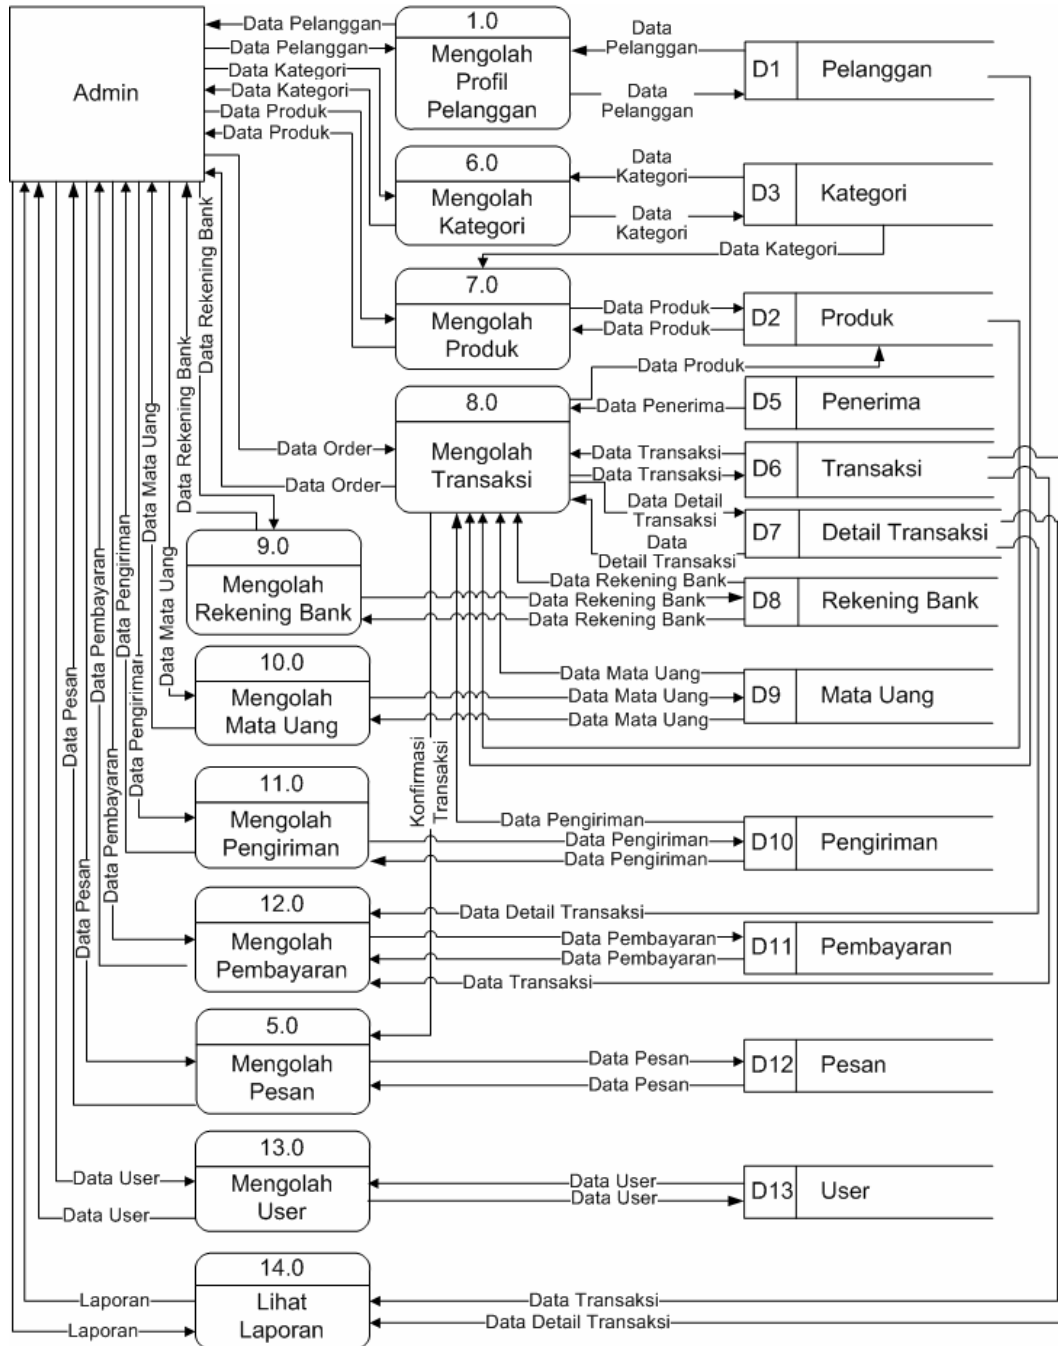 Admin
Data Pelanggan
Data Pelanggan
Data Kategori
Data Kategori
Data Produk
Data Produk
1.0
Mengolah
Profil
Pelanggan
Data
Pelanggan
Data
Pelanggan
D1 Pelanggan
6.0
Mengolah
Kategori
Data
Kategori
Data
Kategori
D3 Kategori
Data Kategori
7.0
Mengolah
Produk
Data Produk
Data Produk
D2 Produk
Data Produk
8.0
Mengolah
Transaksi
Data Penerima
D5 Penerima
Data Order
Data Order
Data Transaksi
Data Transaksi
D6 Transaksi
Data Detail
Transaksi
Data
Detail Transaksi
D7 Detail Transaksi
Data Rekening Bank
Data Rekening Bank
9.0
Mengolah
Rekening Bank
Data Rekening Bank
Data Rekening Bank
Data Rekening Bank
D8 Rekening Bank
Data Mata Uang
Data Mata Uang
10.0
Mengolah
Mata Uang
Data Mata Uang
Data Mata Uang
Data Mata Uang
D9 Mata Uang
Konfirmasi
Transaksi
Data Pengiriman
Data Pengiriman
11.0
Mengolah
Pengiriman
Data Pengiriman
Data Pengiriman
Data Pengiriman
D10 Pengiriman
Data Pembayaran
Data Pembayaran
12.0
Mengolah
Pembayaran
Data Detail Transaksi
Data Pembayaran
Data Pembayaran
Data Transaksi
D11 Pembayaran
Data Pesan
Data Pesan
5.0
Mengolah
Pesan
Data Pesan
Data Pesan
D12 Pesan
Data User
Data User
13.0
Mengolah
User
Data User
Data User
D13 User
Laporan
Laporan
14.0
Lihat
Laporan
Data Transaksi
Data Detail Transaksi